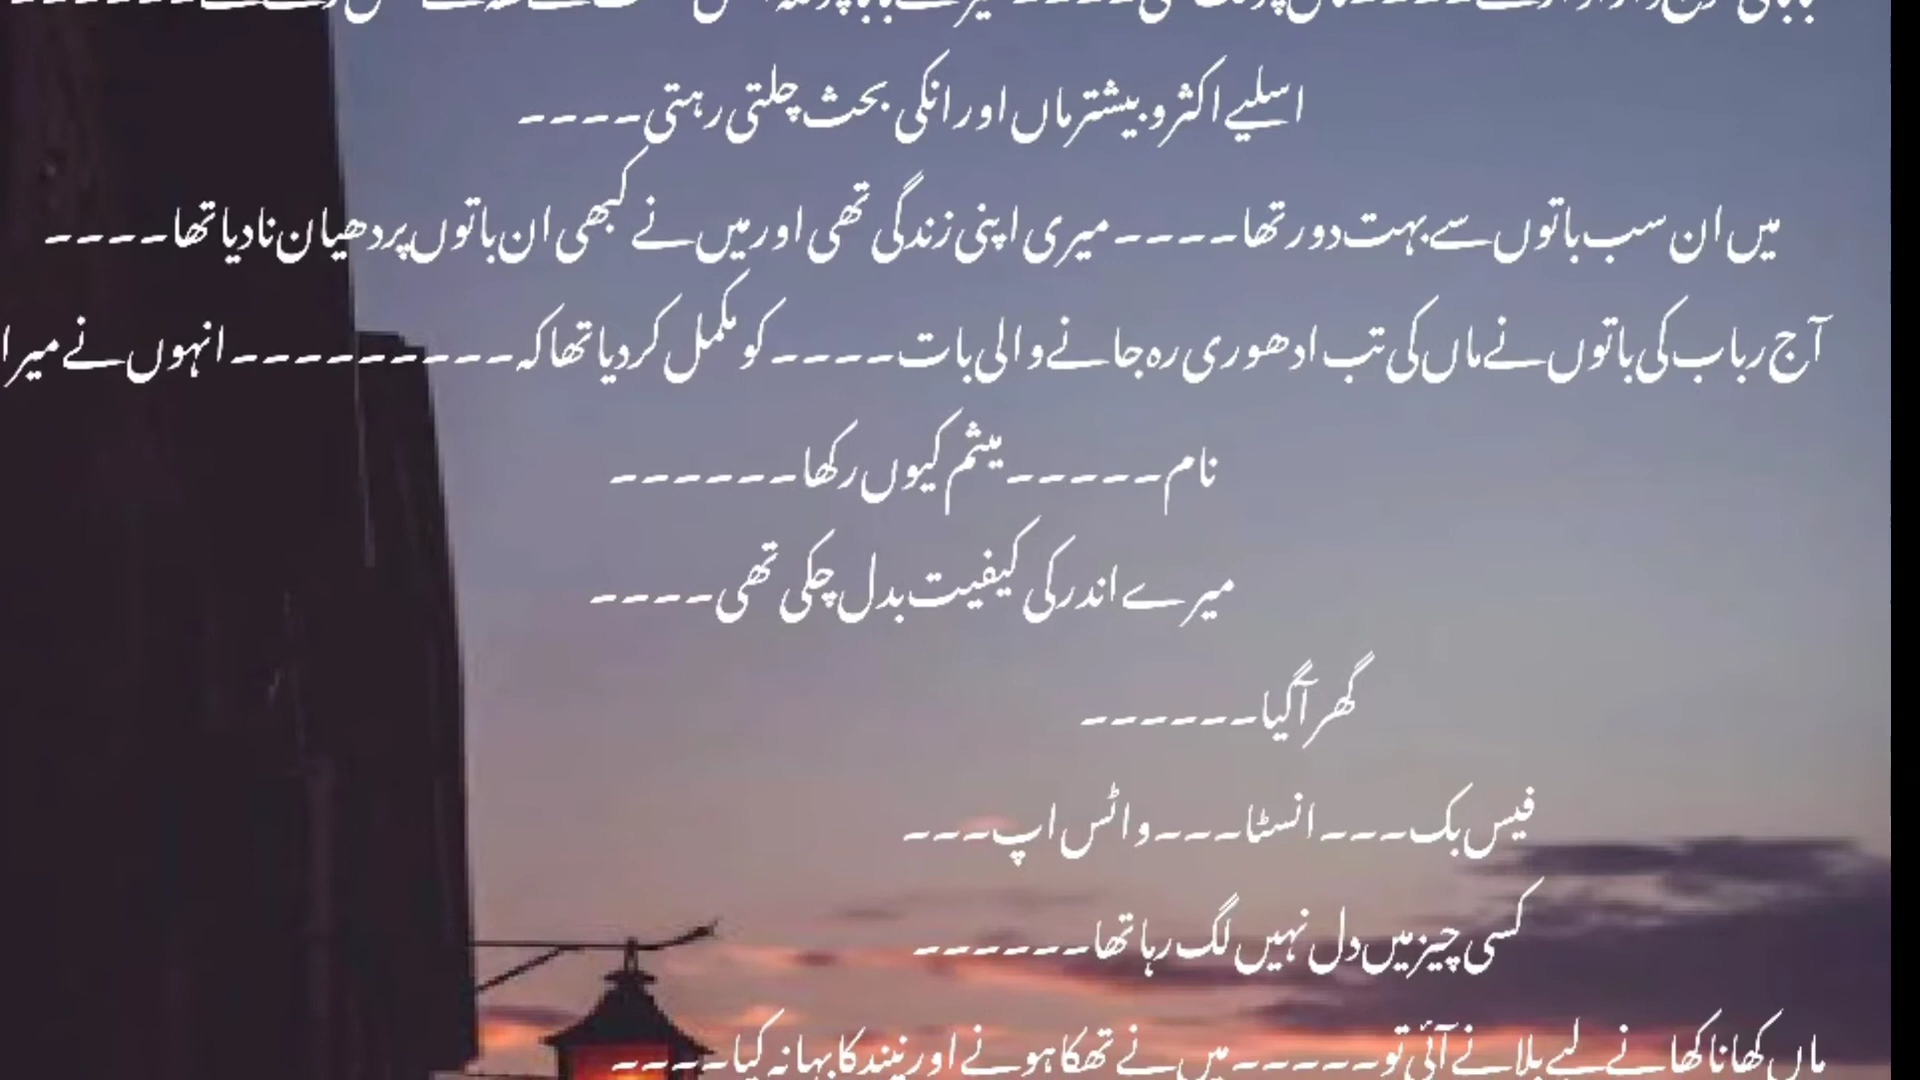 اسلیے اکثر و بیشتر ماں اور انکی بحث چلتی رہتی۔۔۔۔
میں ان سب باتوں سے بہت دور تھا۔۔۔۔ میری اپنی زندگی تھی اور میں نے کبھی ان باتوں پر دھیان نا دیا تھا۔۔۔۔
آج رباب کی باتوں نے ماں کی تب ادھوری رہ جانے والی بات۔۔۔۔ کو مکمل کر دیا تھا کہ۔۔۔۔۔۔۔۔۔۔ انہوں نے میرا
نام۔۔۔۔۔ میثم کیوں رکھا۔۔۔۔۔۔
میرے اندر کی کیفیت بدل چکی تھی۔۔۔۔
گھر آ گیا۔۔۔۔۔۔
فیس بک۔۔۔ انسٹا۔۔۔ واٹس اپ۔۔۔
کسی چیز میں دل نہیں لگ رہا تھا۔۔۔۔۔۔
ماں کھانا کھانے لیے بلانے آئی تو۔۔۔۔۔ میں نے تھکا ہونے اور نیند کا بہانہ کیا۔۔۔۔